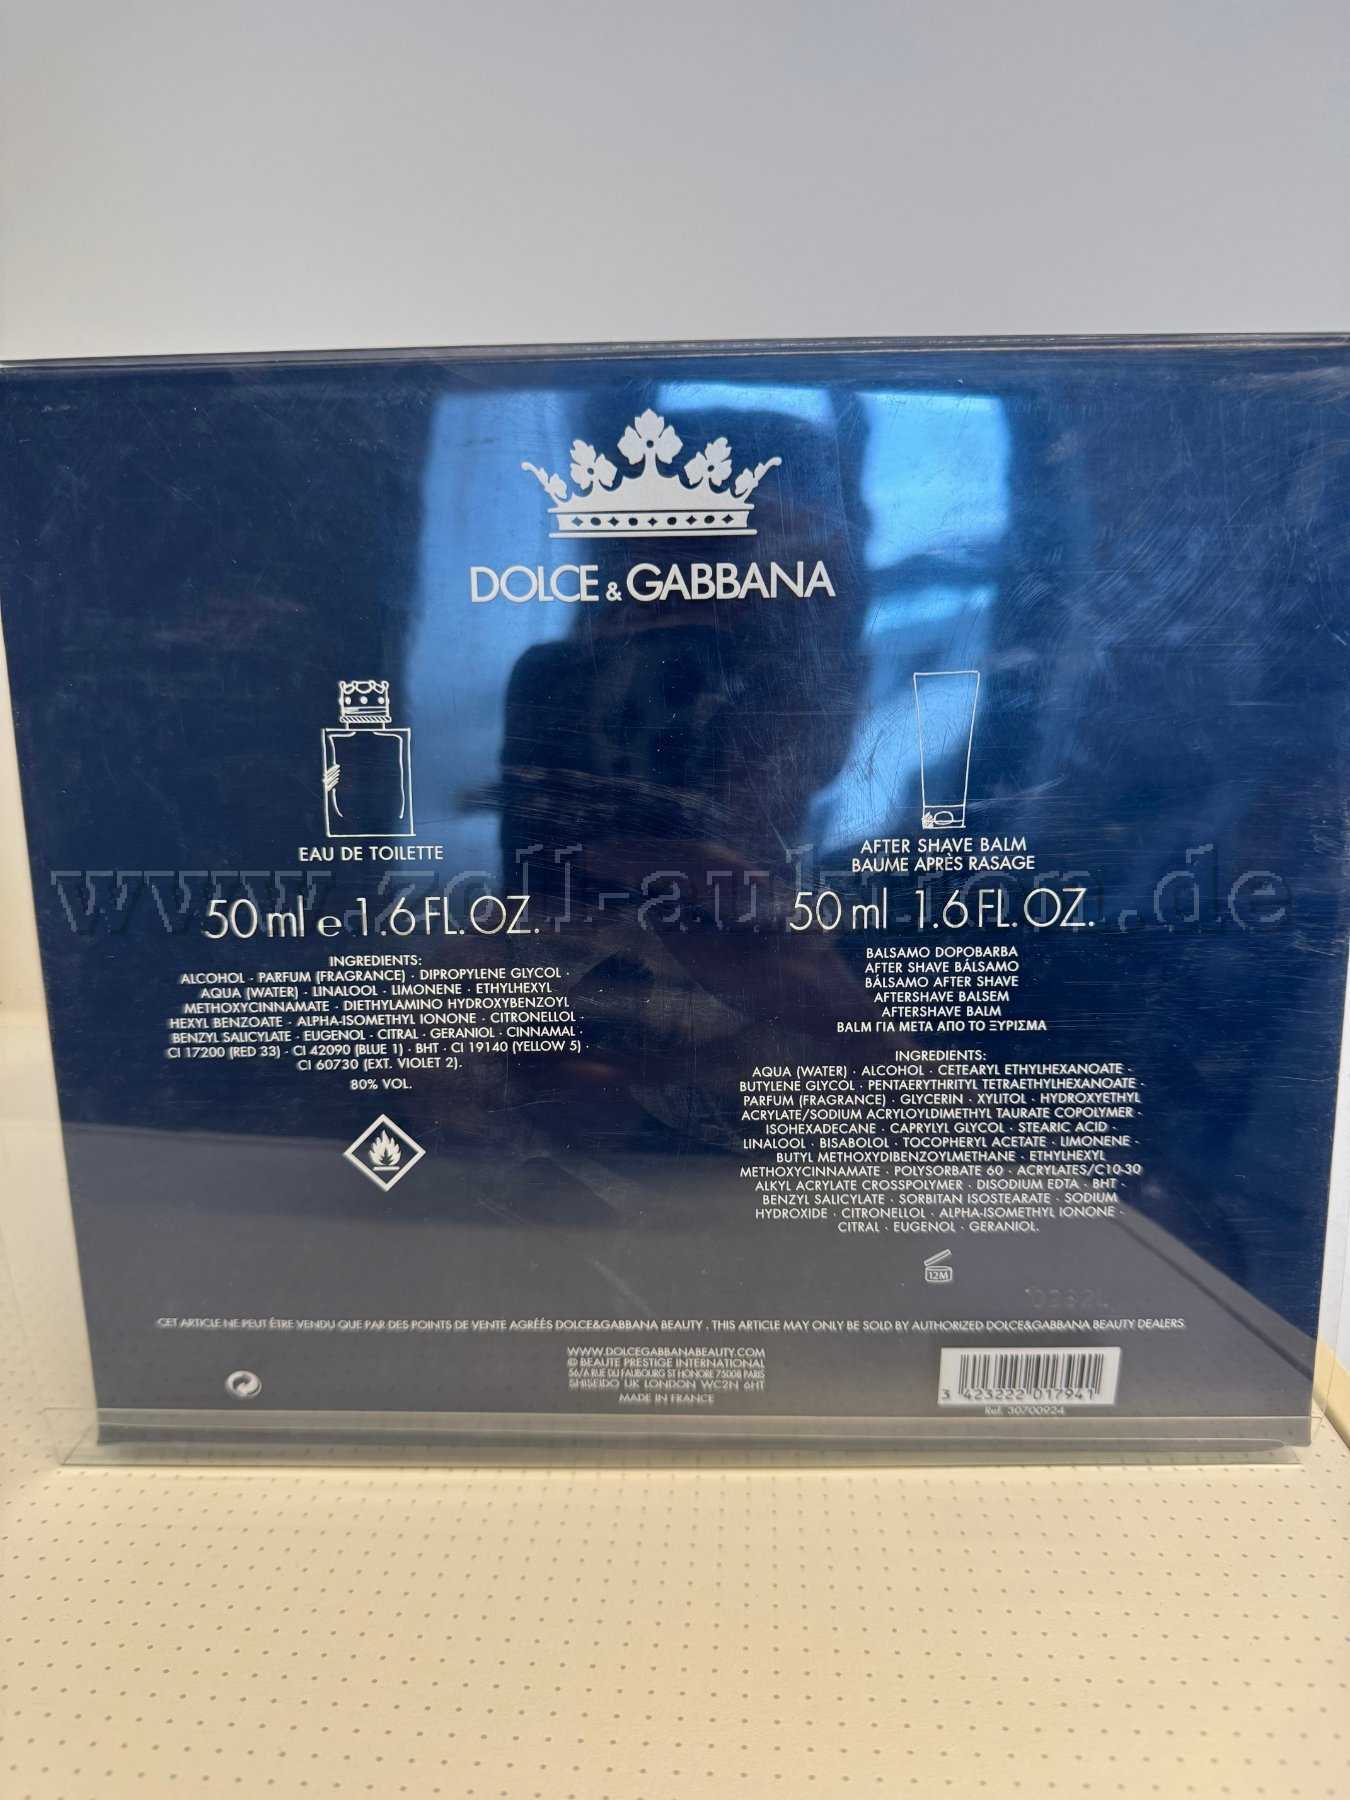 DOLCE & GABBANA
EAU DE TOILETTE
50 ml e 1.6 FL. OZ.
INGREDIENTS:
ALCOHOL · PARFUM (FRAGRANCE) · DIPROPYLENE GLYCOL ·
AQUA (WATER) · LINALOOL · LIMONENE · ETHYLHEXYL
METHOXYCINNAMATE · DIETHYLAMINO HYDROXYBENZOYL
HEXYL BENZOATE · ALPHA-ISOMETHYL IONONE · CITRONELLOL ·
BENZYL SALICYLATE · EUGENOL · CITRAL · GERANIOL · CINNAMAL ·
CI 17200 (RED 33) · CI 42090 (BLUE 1) · BHT · CI 19140 (YELLOW 5) ·
CI 60730 (EXT. VIOLET 2).
80% VOL.
AFTER SHAVE BALM
BAUME APRÈS RASAGE
50 ml 1.6 FL. OZ.
BALSAMO DOPOBARBA
AFTER SHAVE BÁLSAMO
BÁLSAMO AFTER SHAVE
AFTERSHAVE BALSEM
AFTERSHAVE BALM
BALM ΓΙΑ ΜΕΤΑ ΑΠΟ ΤΟ ΞΥΡΙΣΜΑ
INGREDIENTS:
AQUA (WATER) · ALCOHOL · CETEARYL ETHYLHEXANOATE ·
BUTYLENE GLYCOL · PENTAERYTHRITYL TETRAETHYLHEXANOATE ·
PARFUM (FRAGRANCE) · GLYCERIN · XYLITOL · HYDROXYETHYL
ACRYLATE/SODIUM ACRYLOYLDIMETHYL TAURATE COPOLYMER ·
ISOHEXADECANE · CAPRYLYL GLYCOL · STEARIC ACID ·
LINALOOL · BISABOLOL · TOCOPHERYL ACETATE · LIMONENE ·
BUTYL METHOXYDIBENZOYLMETHANE · ETHYLHEXYL
METHOXYCINNAMATE · POLYSORBATE 60 · ACRYLATES/C10-30
ALKYL ACRYLATE CROSSPOLYMER · DISODIUM EDTA · BHT ·
BENZYL SALICYLATE · SORBITAN ISOSTEARATE · SODIUM
HYDROXIDE · CITRONELLOL · ALPHA-ISOMETHYL IONONE ·
CITRAL · EUGENOL · GERANIOL.
12M
CET ARTICLE NE PEUT ÊTRE VENDU QUE PAR DES POINTS DE VENTE AGRÉÉS DOLCE&GABBANA BEAUTY . THIS ARTICLE MAY ONLY BE SOLD BY AUTHORIZED DOLCE&GABBANA BEAUTY DEALERS
WWW.DOLCEGABBANABEAUTY.COM
© BEAUTE PRESTIGE INTERNATIONAL
56/A RUE DU FAUBOURG ST HONORE 75008 PARIS
SHISEIDO UK LONDON WC2N 6HT
MADE IN FRANCE
3 423222 017941
Ref. 30700924
www.zoll-auktion.de